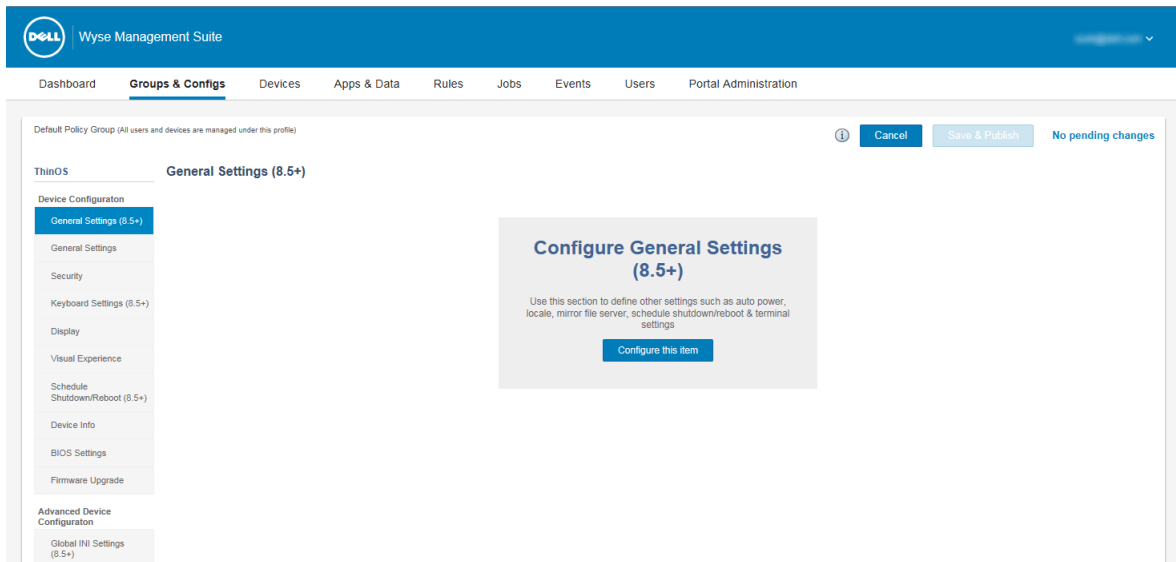 DELL
Wyse Management Suite
Dashboard
Groups & Configs
Devices
Apps & Data
Rules
Jobs
Events
Users
Portal Administration
Default Policy Group (All users and devices are managed under this profile)
i
Cancel
Save & Publish
No pending changes
ThinOS
Device Configuraton
General Settings (8.5+)
General Settings
Security
Keyboard Settings (8.5+)
Display
Visual Experience
Schedule
Shutdown/Reboot (8.5+)
Device Info
BIOS Settings
Firmware Upgrade
Advanced Device
Configuraton
Global INI Settings
(8.5+)
General Settings (8.5+)
Configure General Settings
(8.5+)
Use this section to define other settings such as auto power,
locale, mirror file server, schedule shutdown/reboot & terminal
settings
Configure this item